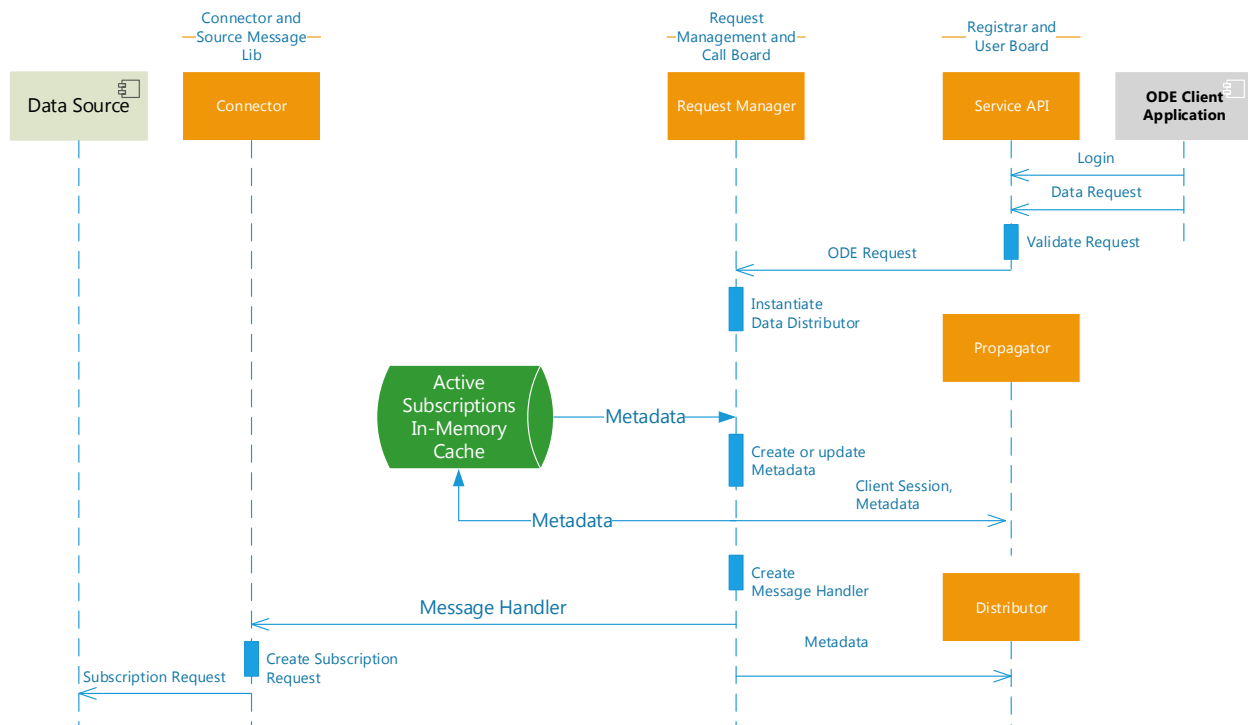 Connector and
Source Message
Lib
Request
Management and
Call Board
Registrar and
User Board
Data Source
Connector
Request Manager
Service API
ODE Client
Application
Login
Data Request
Validate Request
ODE Request
Instantiate
Data Distributor
Propagator
Active
Subscriptions
In-Memory
Cache
Metadata
Create or update
Metadata
Client Session,
Metadata
Metadata
Create
Message Handler
Distributor
Message Handler
Metadata
Create Subscription
Request
Subscription Request